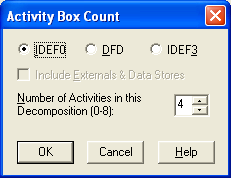 Activity Box Count
IDEF0 DFD IDEF3
Include Externals & Data Stores
Number of Activities in this
Decomposition (0-8): 4
OK Cancel Help